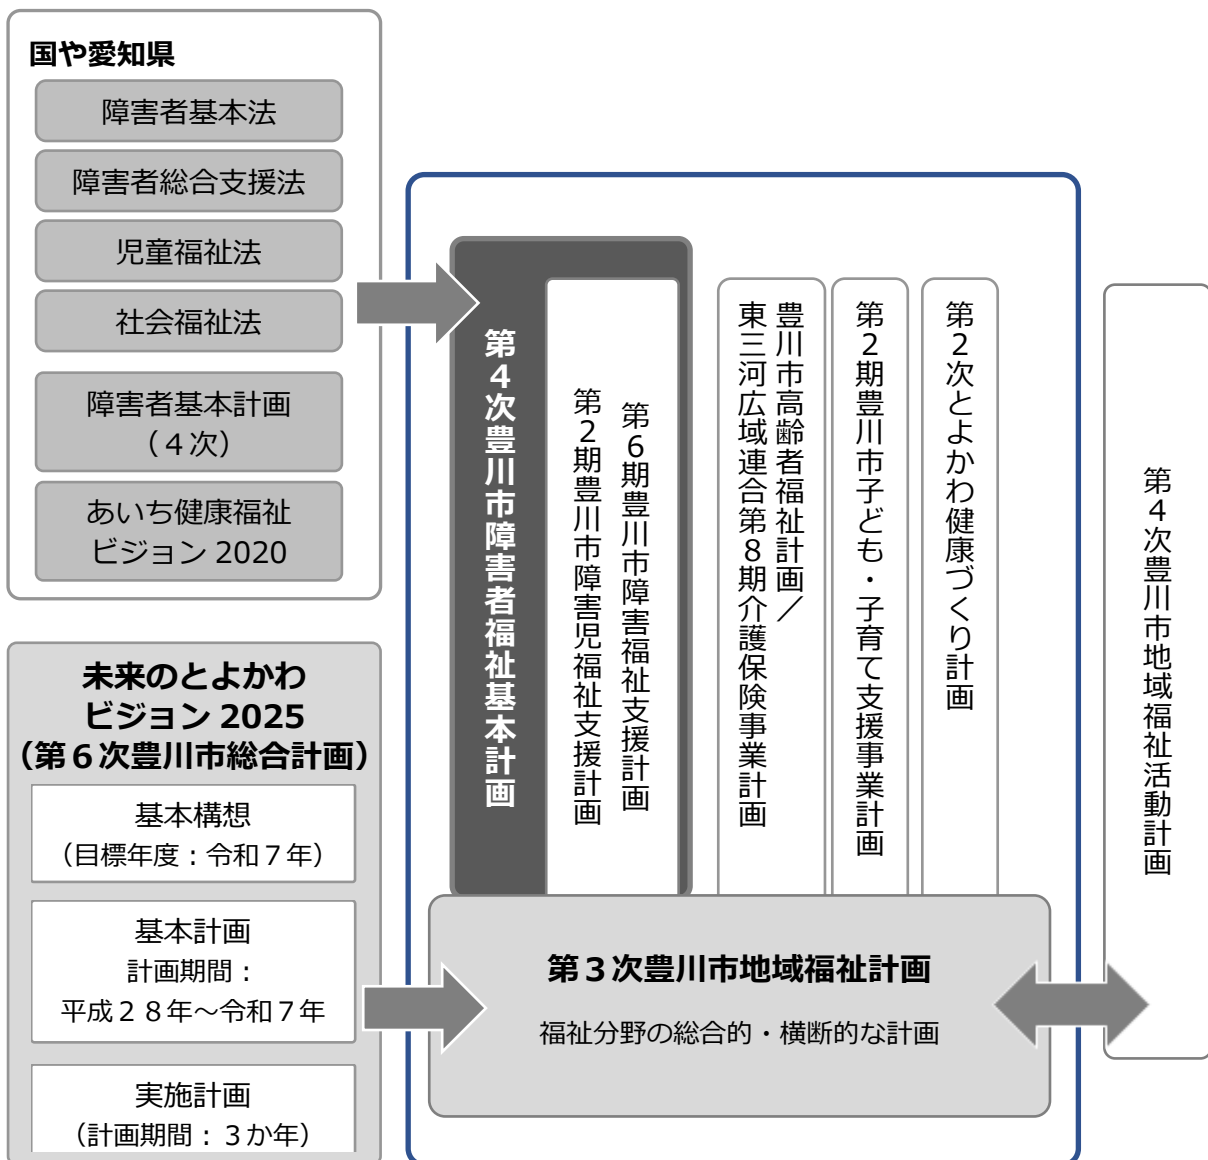 国や愛知県
障害者基本法
障害者総合支援法
児童福祉法
社会福祉法
障害者基本計画
（４次）
あいち健康福祉
ビジョン 2020
未来のとよかわ
ビジョン 2025
（第６次豊川市総合計画）
基本構想
（目標年度：令和７年）
基本計画
計画期間：
平成２８年～令和７年
実施計画
（計画期間：３か年）
第４次豊川市障害者福祉基本計画
第６期豊川市障害福祉支援計画
第２期豊川市障害児福祉支援計画
豊川市高齢者福祉計画／
東三河広域連合第８期介護保険事業計画
第２期豊川市子ども・子育て支援事業計画
第２次とよかわ健康づくり計画
第３次豊川市地域福祉計画
福祉分野の総合的・横断的な計画
第４次豊川市地域福祉活動計画